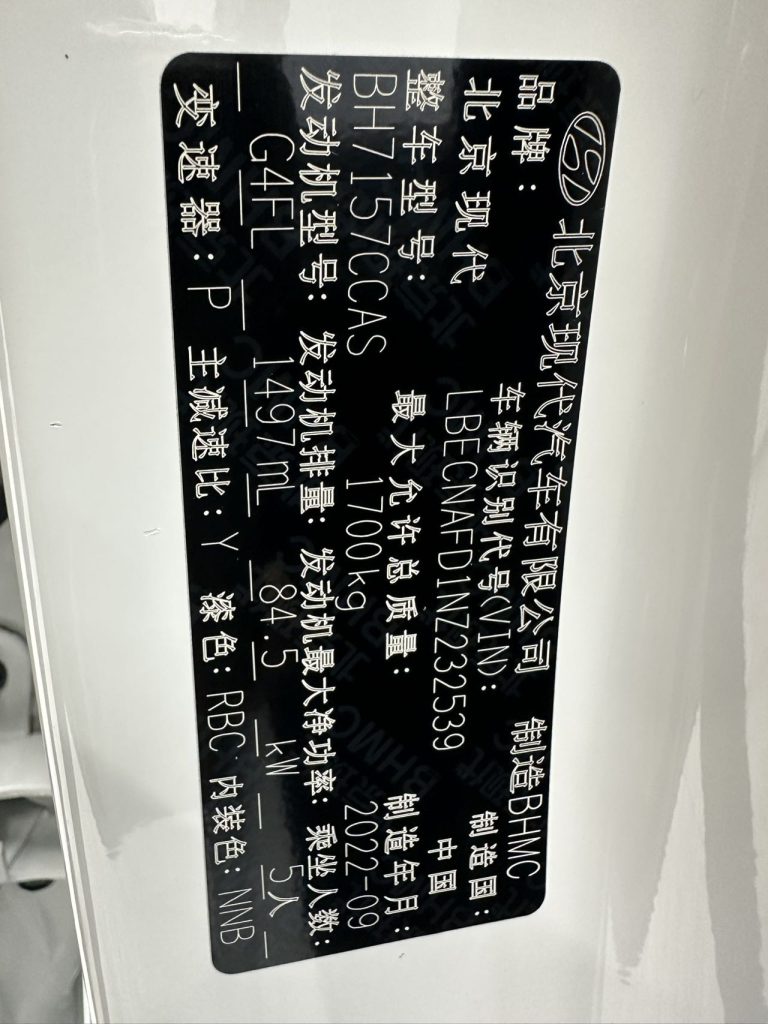 北京现代汽车有限公司 制造BHMC
品牌: 车辆识别代号(VIN): 制造国:
北京现代 LBECNAFD1NZ232539 中国
整车型号: 最大允许总质量: 制造年月:
BH7157CCAS 1700kg 2022-09
发动机型号: 发动机排量: 发动机最大净功率: 乘坐人数:
G4FL 1497mL 84.5 kW 5人
变速器: P 主减速比: Y 漆色: RBC 内装色: NNB